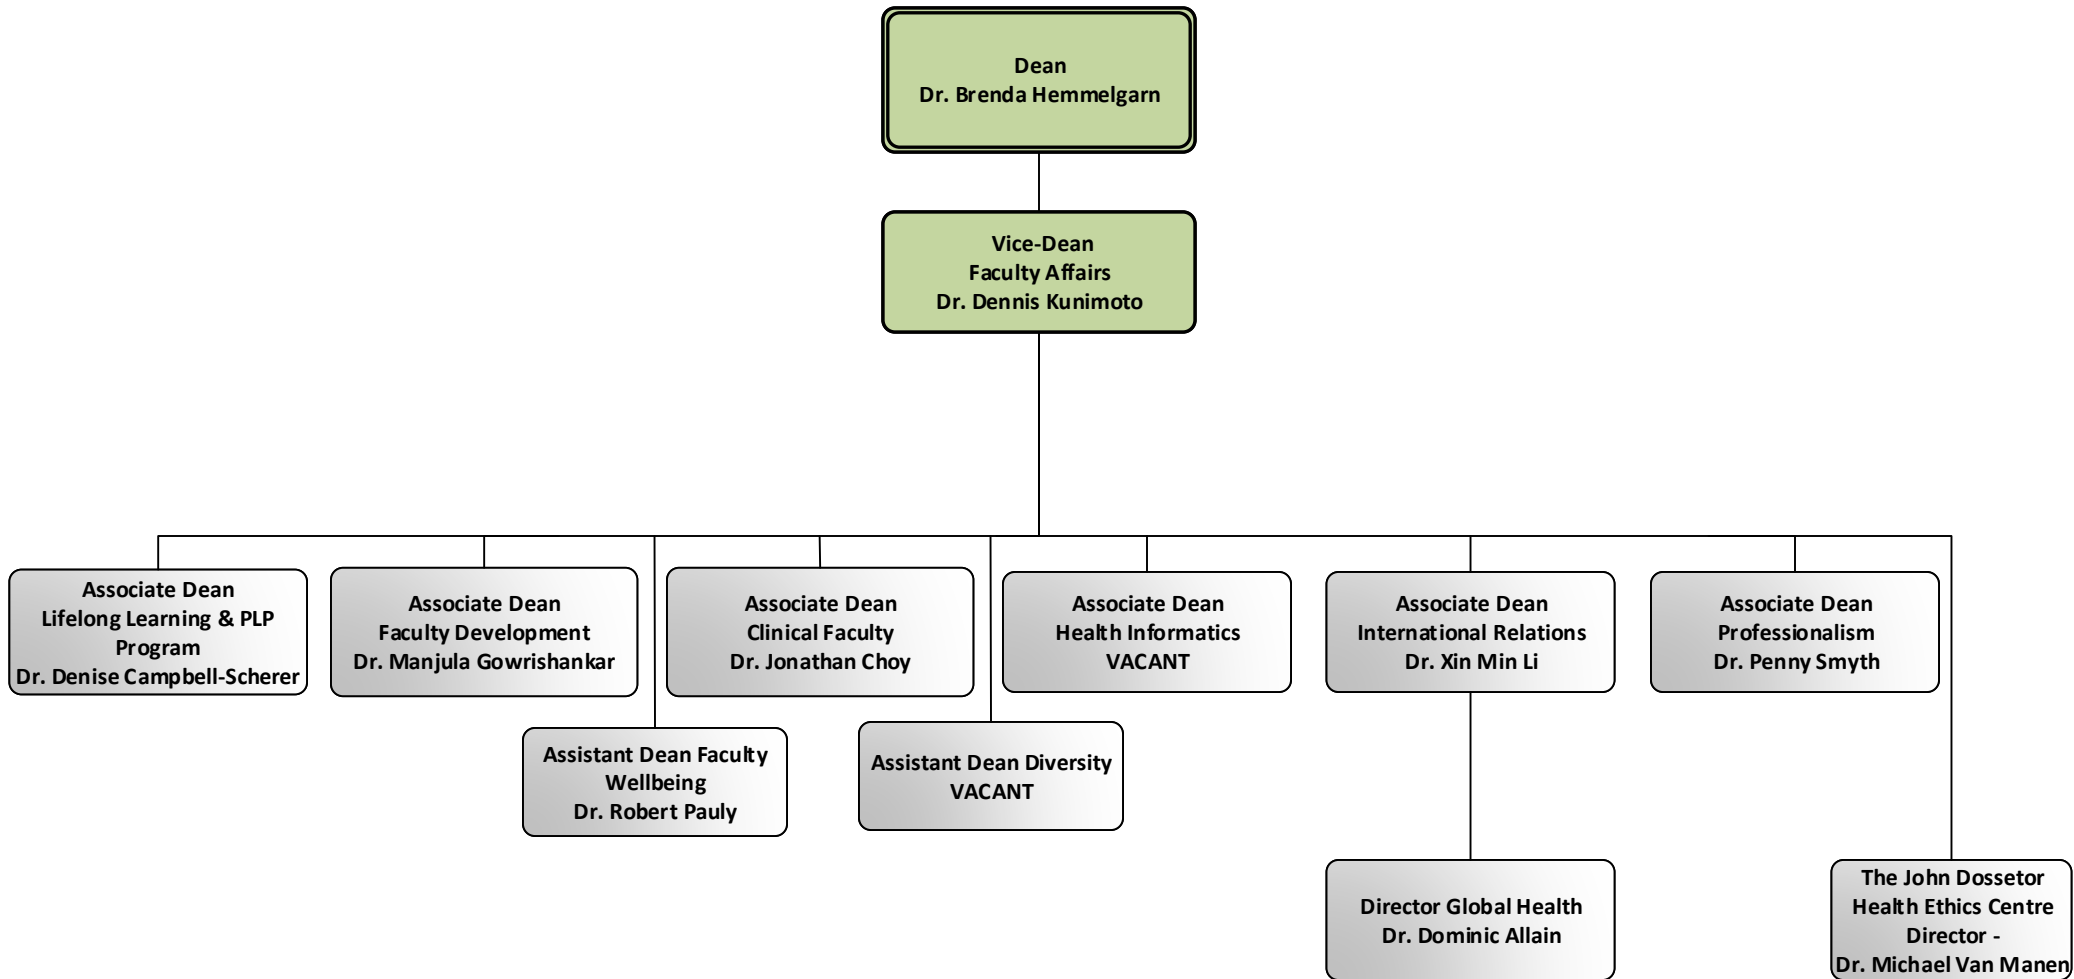 Dean
Dr. Brenda Hemmelgarn
Vice-Dean
Faculty Affairs
Dr. Dennis Kunimoto
Associate Dean
Lifelong Learning & PLP
Program
Dr. Denise Campbell-Scherer
Associate Dean
Faculty Development
Dr. Manjula Gowrishankar
Associate Dean
Clinical Faculty
Dr. Jonathan Choy
Associate Dean
Health Informatics
VACANT
Associate Dean
International Relations
Dr. Xin Min Li
Associate Dean
Professionalism
Dr. Penny Smyth
Assistant Dean Faculty
Wellbeing
Dr. Robert Pauly
Assistant Dean Diversity
VACANT
Director Global Health
Dr. Dominic Allain
The John Dossetor
Health Ethics Centre
Director -
Dr. Michael Van Manen